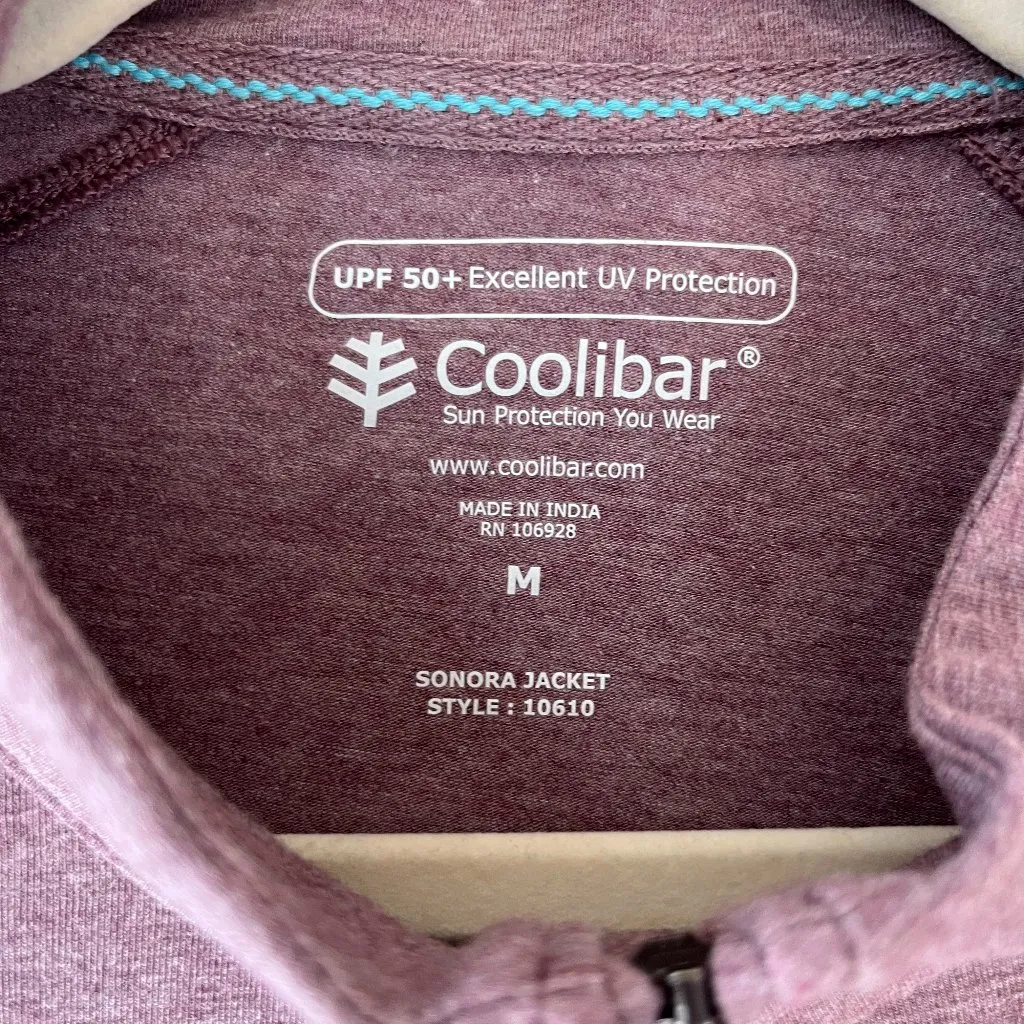 UPF 50+ Excellent UV Protection
Coolibar®
Sun Protection You Wear
www.coolibar.com
MADE IN INDIA
RN 106928
M
SONORA JACKET
STYLE : 10610